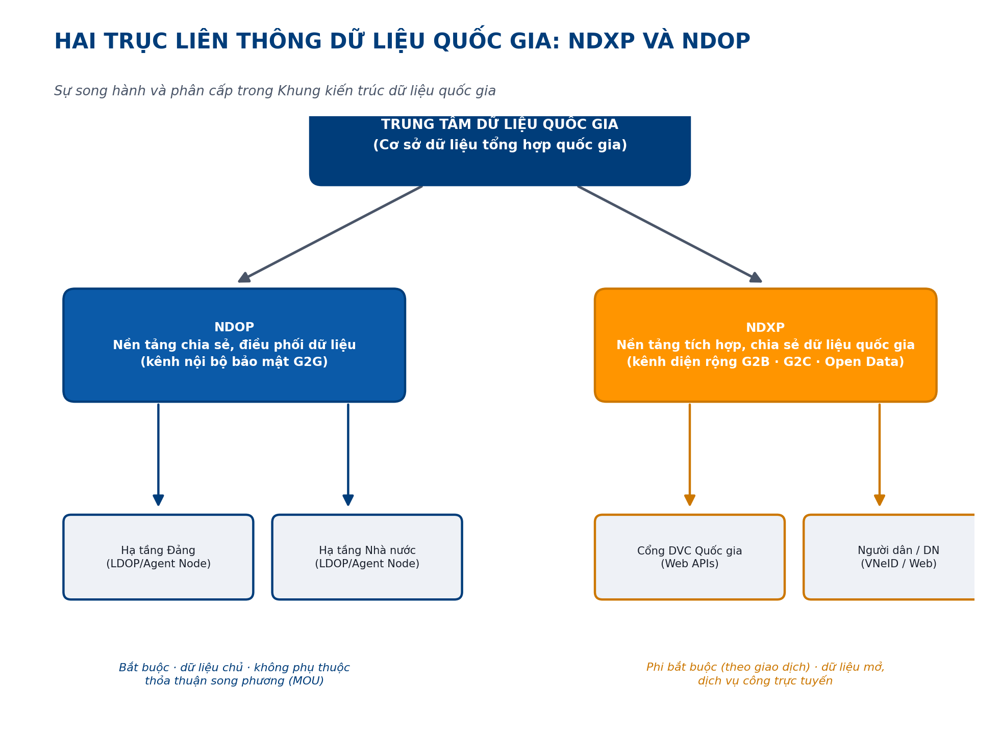 HAI TRỤC LIÊN THÔNG DỮ LIỆU QUỐC GIA: NDXP VÀ NDOP
Sự song hành và phân cấp trong Khung kiến trúc dữ liệu quốc gia
TRUNG TÂM DỮ LIỆU QUỐC GIA
(Cơ sở dữ liệu tổng hợp quốc gia)
NDOP
Nền tảng chia sẻ, điều phối dữ liệu
(kênh nội bộ bảo mật G2G)
NDXP
Nền tảng tích hợp, chia sẻ dữ liệu quốc gia
(kênh diện rộng G2B · G2C · Open Data)
Hạ tầng Đảng
(LDOP/Agent Node)
Hạ tầng Nhà nước
(LDOP/Agent Node)
Cổng DVC Quốc gia
(Web APIs)
Người dân / DN
(VNeID / Web)
Bắt buộc · dữ liệu chủ · không phụ thuộc
thỏa thuận song phương (MOU)
Phi bắt buộc (theo giao dịch) · dữ liệu mở,
dịch vụ công trực tuyến